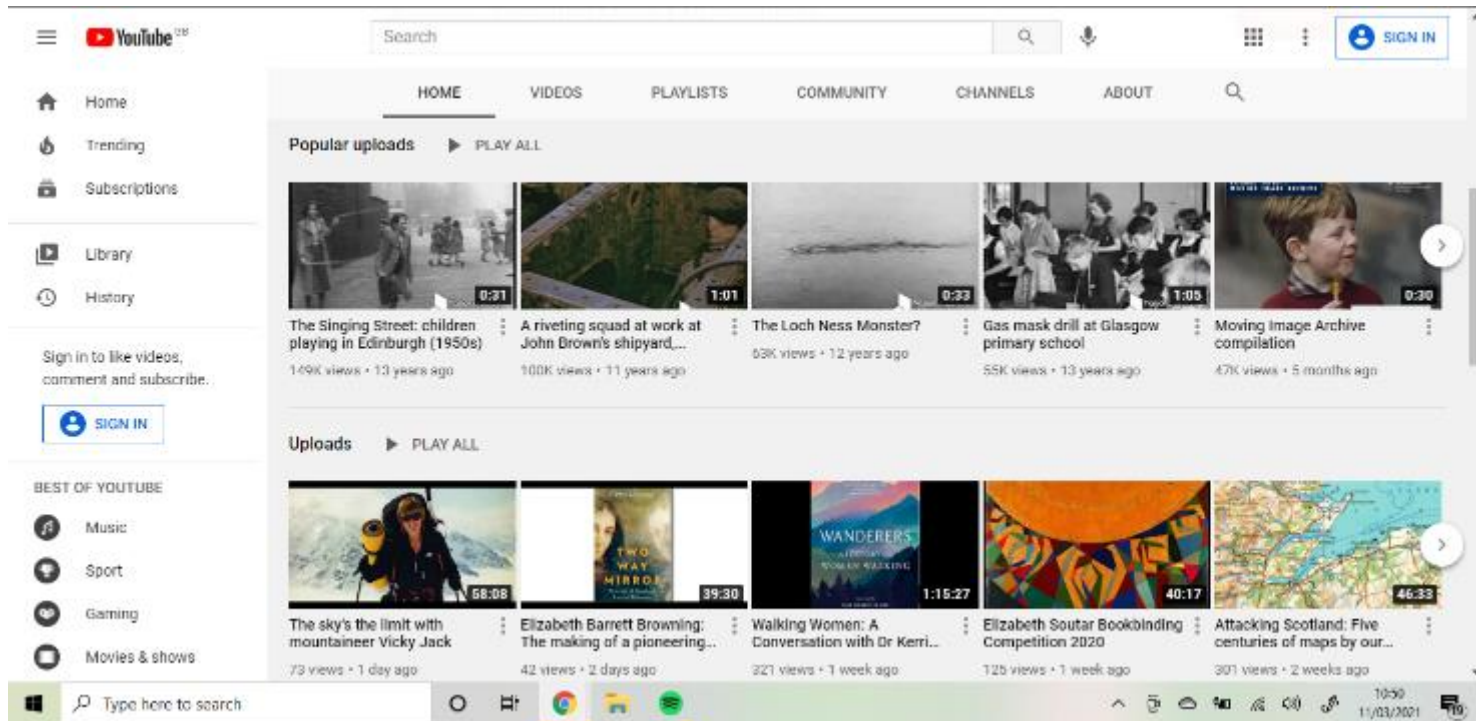 YouTube GB
Search
SIGN IN
HOME VIDEOS PLAYLISTS COMMUNITY CHANNELS ABOUT
Home
Trending
Subscriptions
Library
History
Sign in to like videos,
comment and subscribe.
SIGN IN
BEST OF YOUTUBE
Music
Sport
Gaming
Movies & shows
Popular uploads PLAY ALL
0:31
The Singing Street: children
playing in Edinburgh (1950s)
149K views • 13 years ago
1:01
A riveting squad at work at
John Brown's shipyard,...
100K views • 11 years ago
0:33
The Loch Ness Monster?
63K views • 12 years ago
1:05
Gas mask drill at Glasgow
primary school
55K views • 13 years ago
MOVING IMAGE ARCHIVE
0:30
Moving Image Archive
compilation
47K views • 5 months ago
Uploads PLAY ALL
58:08
The sky's the limit with
mountaineer Vicky Jack
73 views • 1 day ago
TWO
WAY
MIRROR
39:30
Elizabeth Barrett Browning:
The making of a pioneering...
42 views • 2 days ago
WANDERERS
A HISTORY
OF WOMEN WALKING
1:15:27
Walking Women: A
Conversation with Dr Kerri...
321 views • 1 week ago
40:17
Elizabeth Soutar Bookbinding
Competition 2020
125 views • 1 week ago
46:33
Attacking Scotland: Five
centuries of maps by our...
301 views • 2 weeks ago
Type here to search
10:50
11/03/2021
19